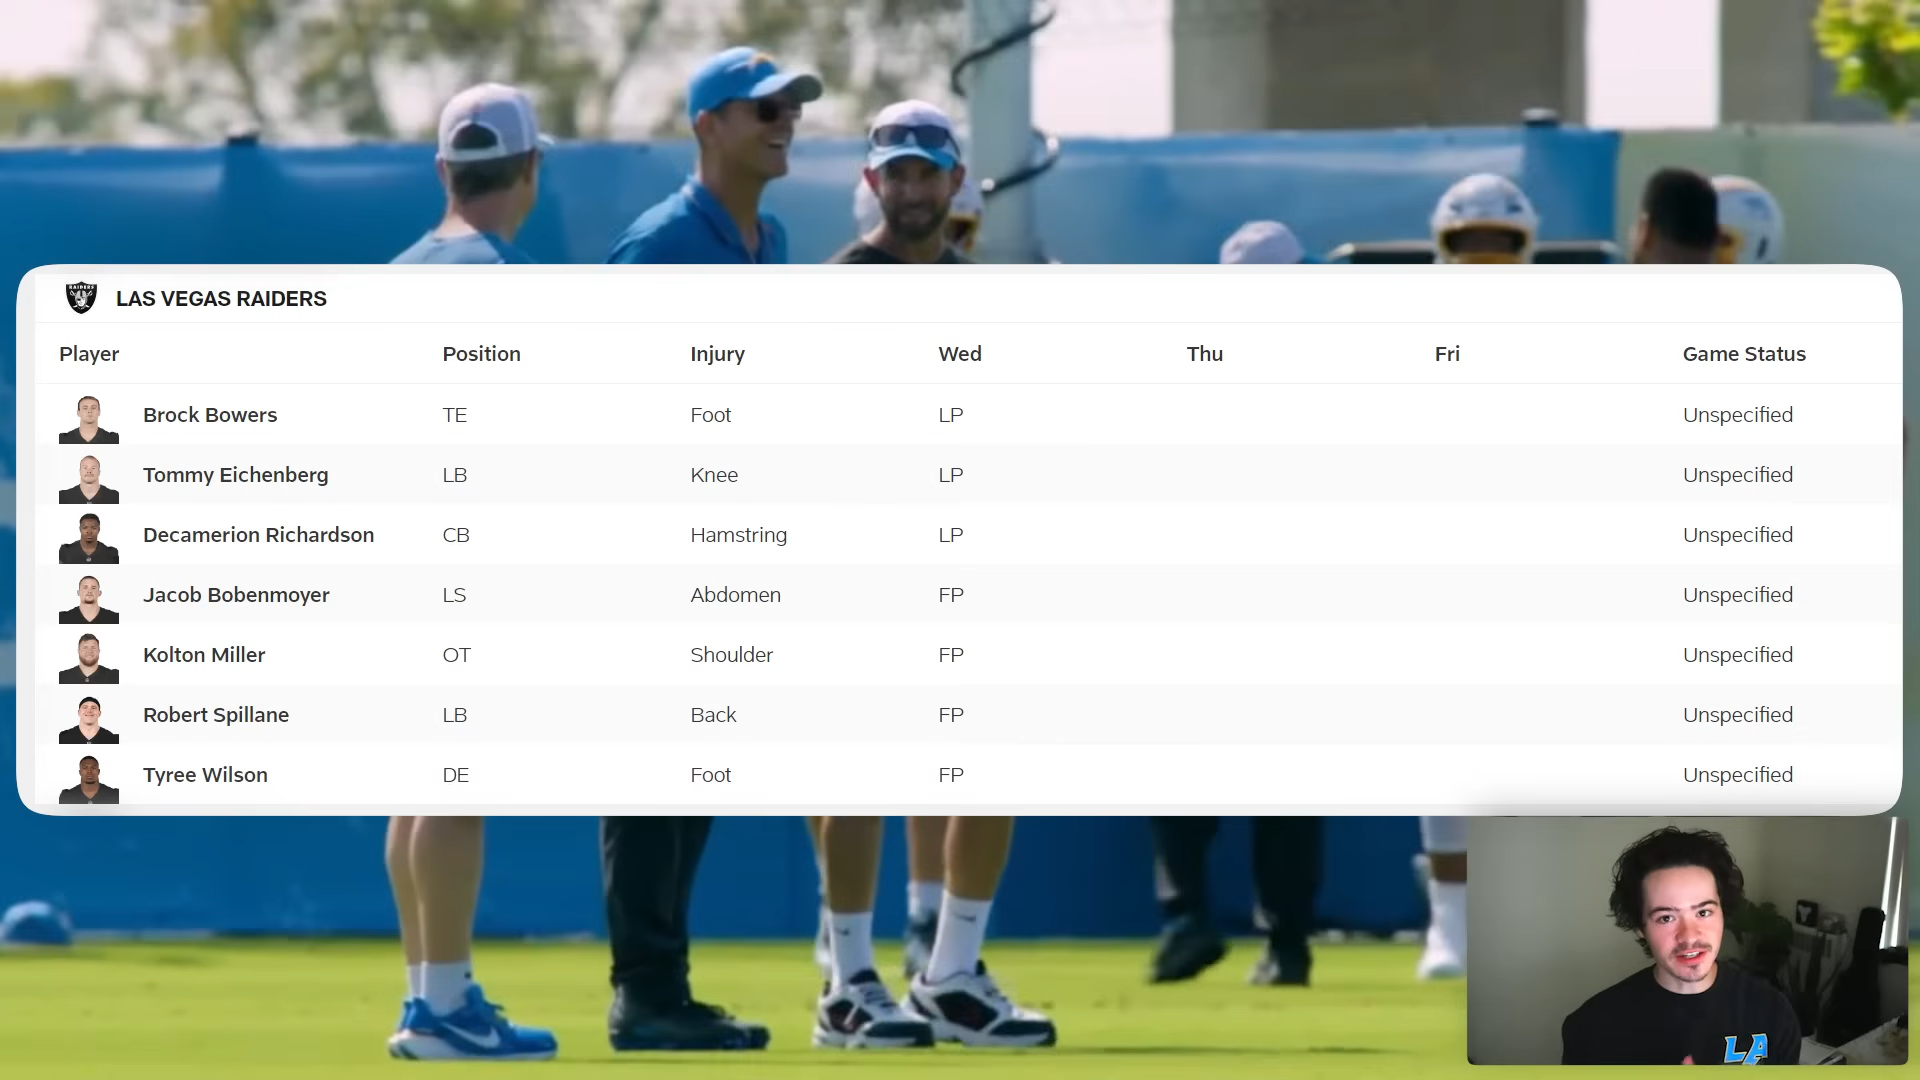 RAIDERS
LAS VEGAS RAIDERS
Player Position Injury Wed Thu Fri Game Status
Brock Bowers TE Foot LP Unspecified
Tommy Eichenberg LB Knee LP Unspecified
Decamerion Richardson CB Hamstring LP Unspecified
Jacob Bobenmoyer LS Abdomen FP Unspecified
Kolton Miller OT Shoulder FP Unspecified
Robert Spillane LB Back FP Unspecified
Tyree Wilson DE Foot FP Unspecified
LA